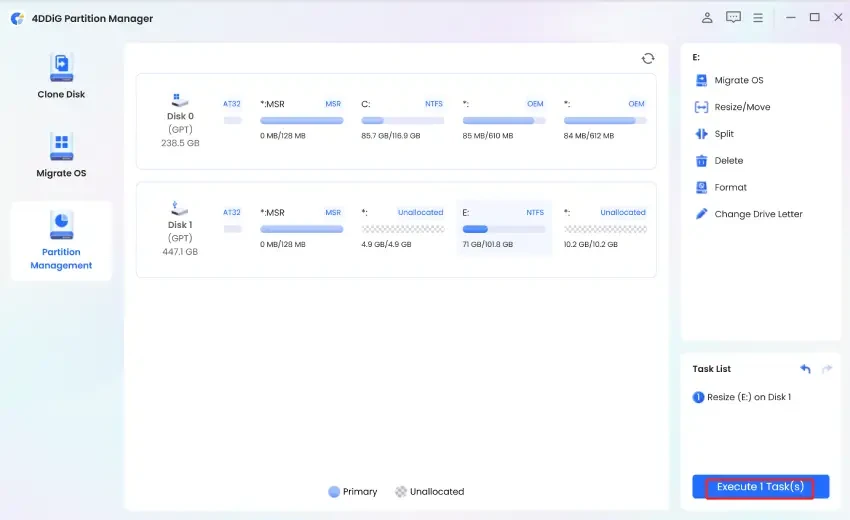 4DDiG Partition Manager
Clone Disk
Migrate OS
Partition
Management
Disk 0
(GPT)
238.5 GB
AT32
*:MSR MSR
0 MB/128 MB
C: NTFS
85.7 GB/116.9 GB
*: OEM
85 MB/610 MB
*: OEM
84 MB/612 MB
Disk 1
(GPT)
447.1 GB
AT32
*:MSR MSR
0 MB/128 MB
*: Unallocated
4.9 GB/4.9 GB
E: NTFS
71 GB/101.8 GB
*: Unallocated
10.2 GB/10.2 GB
Primary Unallocated
E:
Migrate OS
Resize/Move
Split
Delete
Format
Change Drive Letter
Task List
1 Resize (E:) on Disk 1
Execute 1 Task(s)